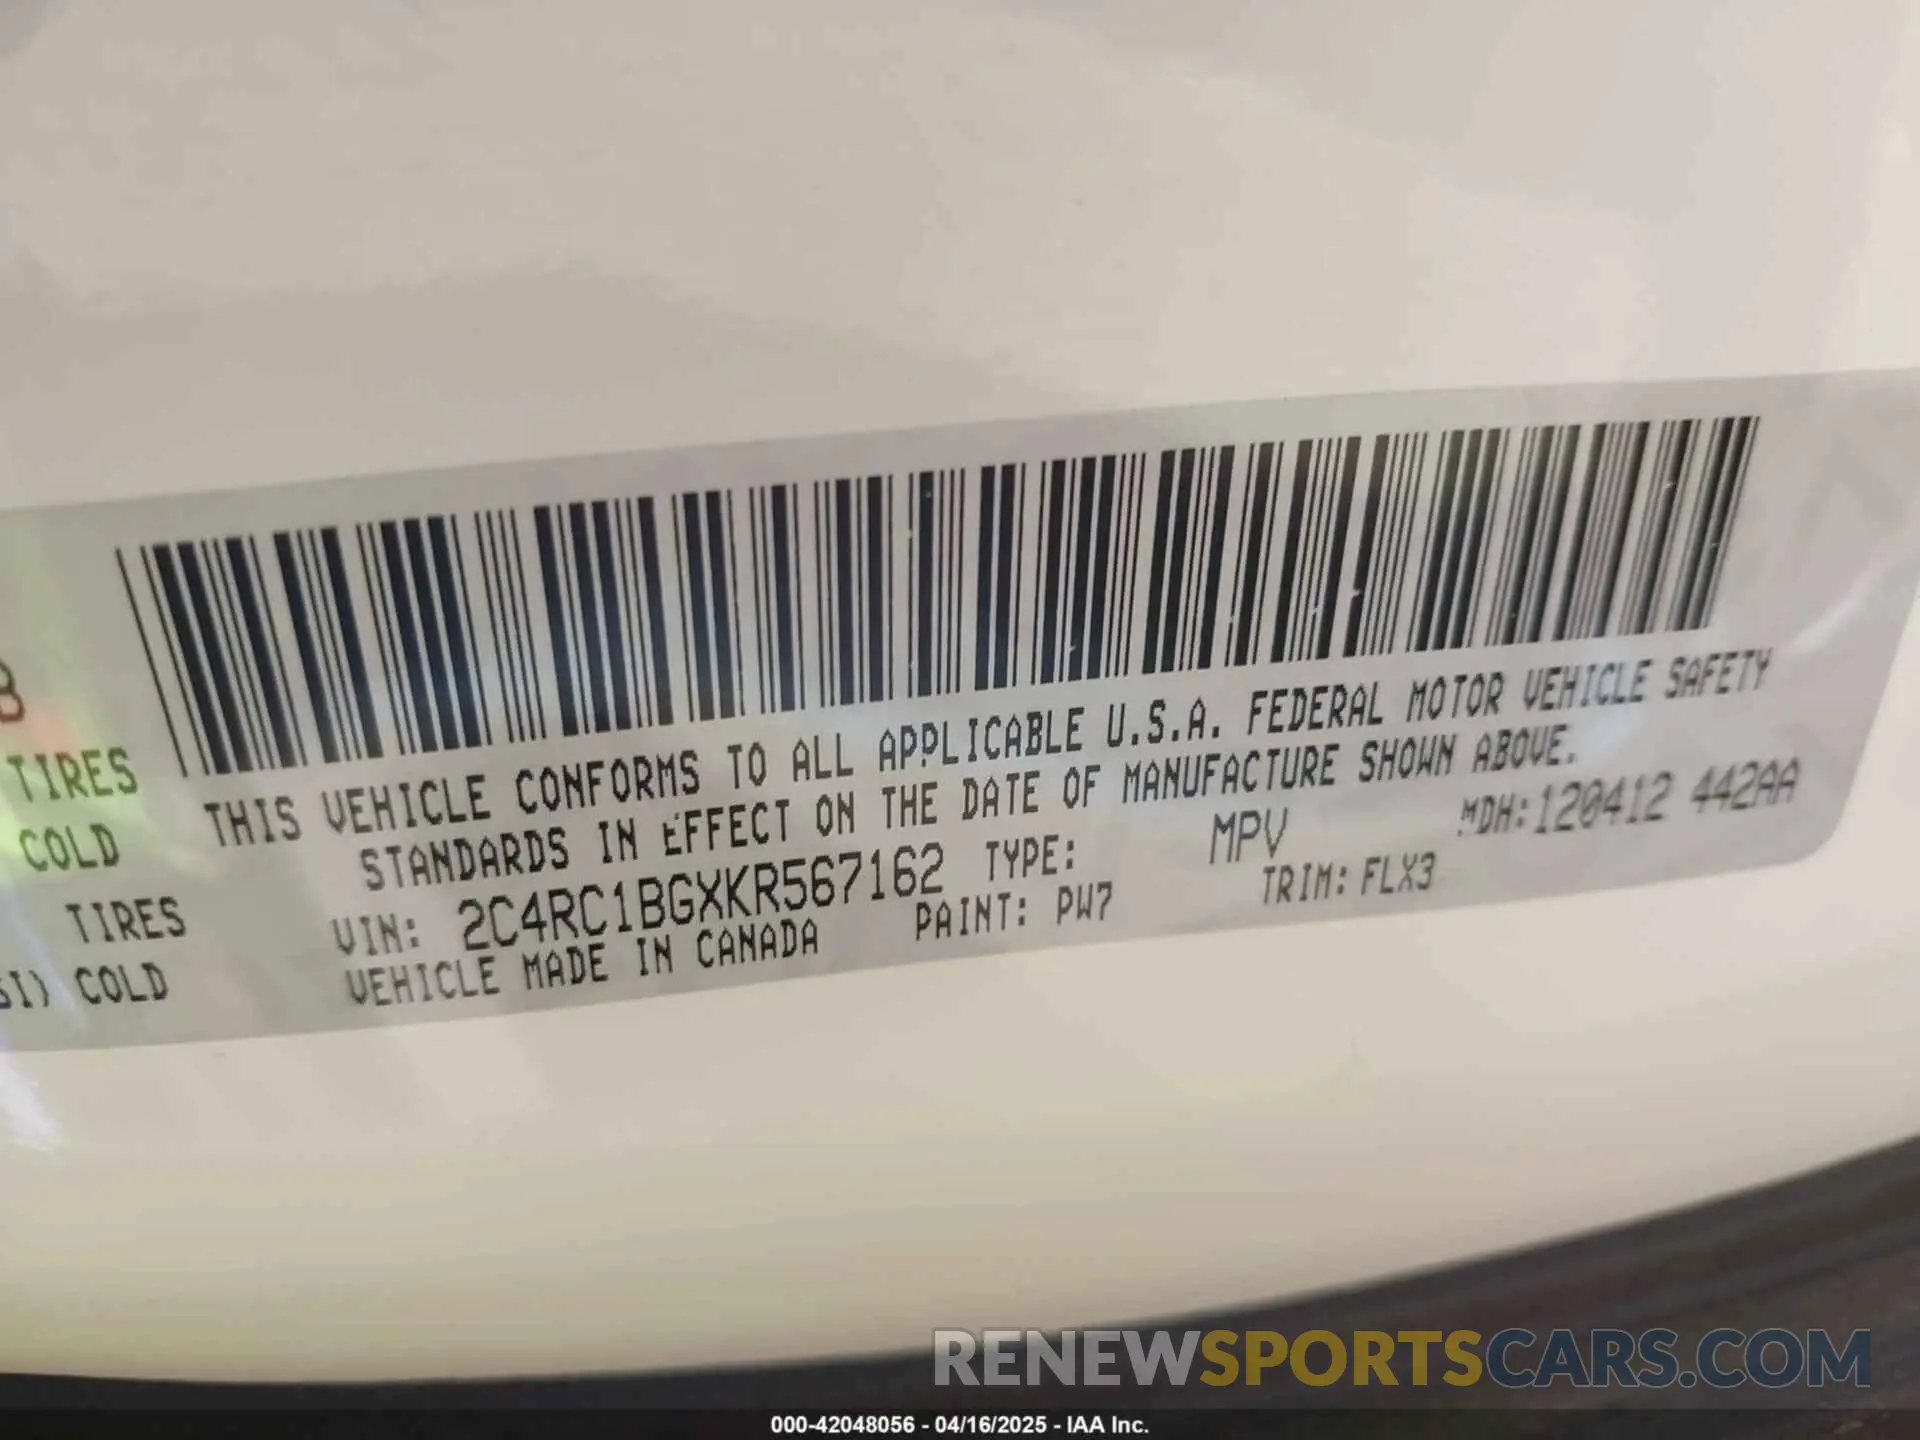 B
TIRES
COLD
TIRES
SI) COLD
THIS VEHICLE CONFORMS TO ALL APPLICABLE U.S.A. FEDERAL MOTOR VEHICLE SAFETY
STANDARDS IN EFFECT ON THE DATE OF MANUFACTURE SHOWN ABOVE.
VIN: 2C4RC1BGXKR567162 TYPE: MPV MDH:120412 442AA
VEHICLE MADE IN CANADA PAINT: PW7 TRIM: FLX3
RENEWSPORTSCARS.COM
000-42048056 - 04/16/2025 - IAA Inc.